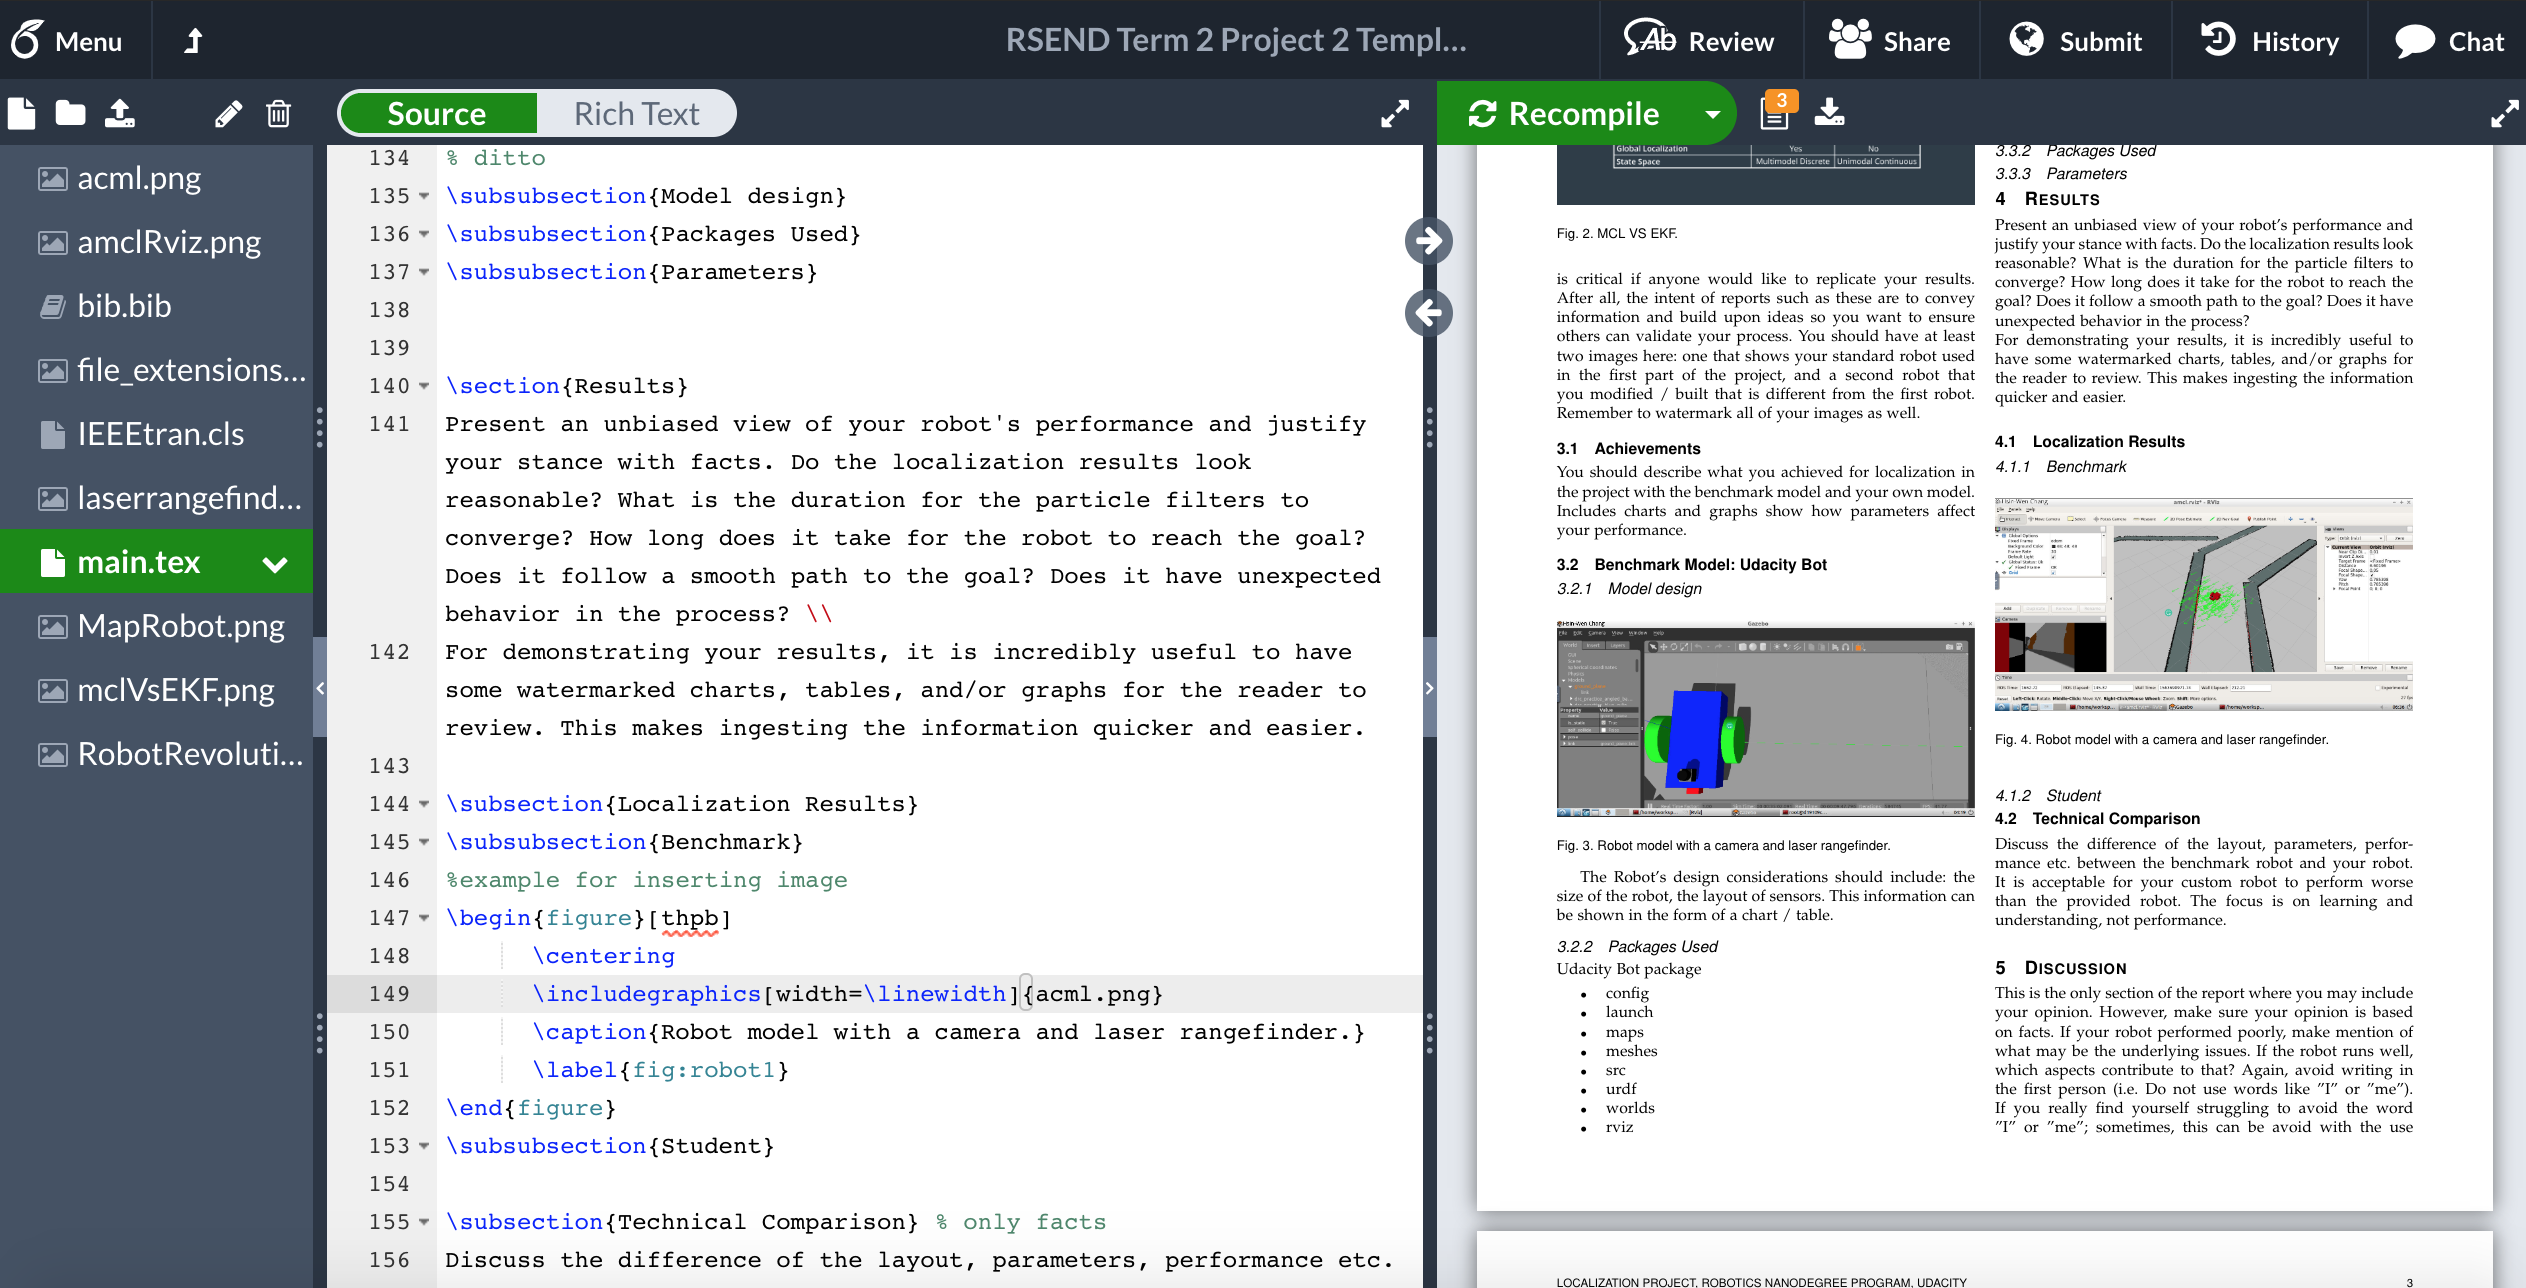 Menu
RSEND Term 2 Project 2 Templ...
Review
Share
Submit
History
Chat
Source
Rich Text
Recompile
3
acml.png
amclRviz.png
bib.bib
file_extensions...
IEEEtran.cls
laserrangefind...
main.tex
MapRobot.png
mclVsEKF.png
RobotRevoluti...
134 % ditto
135 \subsubsection{Model design}
136 \subsubsection{Packages Used}
137 \subsubsection{Parameters}
138
139
140 \section{Results}
141 Present an unbiased view of your robot's performance and justify
your stance with facts. Do the localization results look
reasonable? What is the duration for the particle filters to
converge? How long does it take for the robot to reach the goal?
Does it follow a smooth path to the goal? Does it have unexpected
behavior in the process? \\
142 For demonstrating your results, it is incredibly useful to have
some watermarked charts, tables, and/or graphs for the reader to
review. This makes ingesting the information quicker and easier.
143
144 \subsection{Localization Results}
145 \subsubsection{Benchmark}
146 %example for inserting image
147 \begin{figure}[thpb]
148 \centering
149 \includegraphics[width=\linewidth]{acml.png}
150 \caption{Robot model with a camera and laser rangefinder.}
151 \label{fig:robot1}
152 \end{figure}
153 \subsubsection{Student}
154
155 \subsection{Technical Comparison} % only facts
156 Discuss the difference of the layout, parameters, performance etc.
Global Localization Yes No
State Space Multimodel Discrete Unimodal Continuous
Fig. 2. MCL VS EKF.
is critical if anyone would like to replicate your results.
After all, the intent of reports such as these are to convey
information and build upon ideas so you want to ensure
others can validate your process. You should have at least
two images here: one that shows your standard robot used
in the first part of the project, and a second robot that
you modified / built that is different from the first robot.
Remember to watermark all of your images as well.
3.1 Achievements
You should describe what you achieved for localization in
the project with the benchmark model and your own model.
Includes charts and graphs show how parameters affect
your performance.
3.2 Benchmark Model: Udacity Bot
3.2.1 Model design
Hsin-Wen Chang
Gazebo
Fig. 3. Robot model with a camera and laser rangefinder.
The Robot's design considerations should include: the
size of the robot, the layout of sensors. This information can
be shown in the form of a chart / table.
3.2.2 Packages Used
Udacity Bot package
• config
• launch
• maps
• meshes
• src
• urdf
• worlds
• rviz
3.3.2 Packages Used
3.3.3 Parameters
4 RESULTS
Present an unbiased view of your robot's performance and
justify your stance with facts. Do the localization results look
reasonable? What is the duration for the particle filters to
converge? How long does it take for the robot to reach the
goal? Does it follow a smooth path to the goal? Does it have
unexpected behavior in the process?
For demonstrating your results, it is incredibly useful to
have some watermarked charts, tables, and/or graphs for
the reader to review. This makes ingesting the information
quicker and easier.
4.1 Localization Results
4.1.1 Benchmark
Hsin-Wen Chang
amcl.rviz* - RViz
Fig. 4. Robot model with a camera and laser rangefinder.
4.1.2 Student
4.2 Technical Comparison
Discuss the difference of the layout, parameters, perfor-
mance etc. between the benchmark robot and your robot.
It is acceptable for your custom robot to perform worse
than the provided robot. The focus is on learning and
understanding, not performance.
5 DISCUSSION
This is the only section of the report where you may include
your opinion. However, make sure your opinion is based
on facts. If your robot performed poorly, make mention of
what may be the underlying issues. If the robot runs well,
which aspects contribute to that? Again, avoid writing in
the first person (i.e. Do not use words like "I" or "me").
If you really find yourself struggling to avoid the word
"I" or "me"; sometimes, this can be avoid with the use
LOCALIZATION PROJECT, ROBOTICS NANODEGREE PROGRAM, UDACITY
3